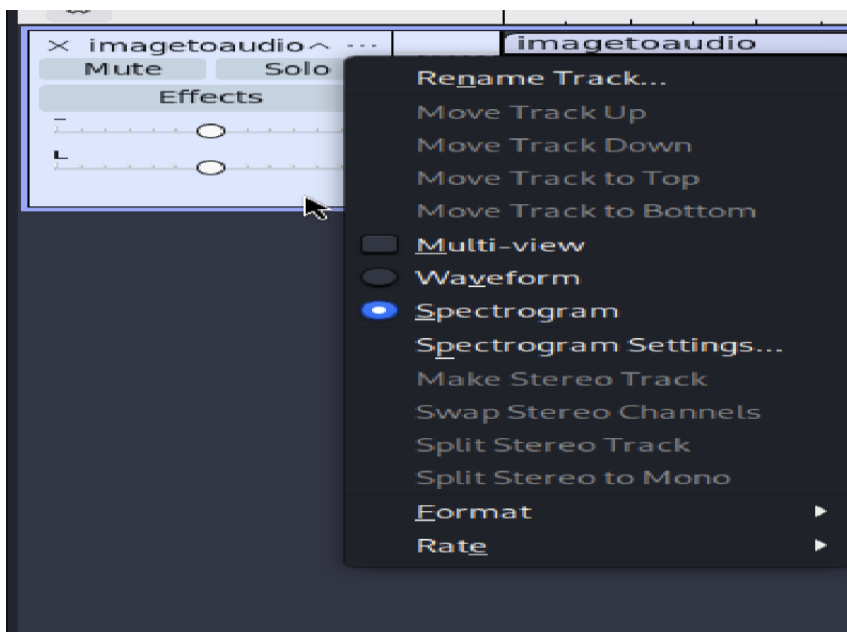 imagetoaudio ...
imagetoaudio
Mute Solo
Effects
-
L
Rename Track...
Move Track Up
Move Track Down
Move Track to Top
Move Track to Bottom
Multi-view
Waveform
Spectrogram
Spectrogram Settings...
Make Stereo Track
Swap Stereo Channels
Split Stereo Track
Split Stereo to Mono
Format
Rate